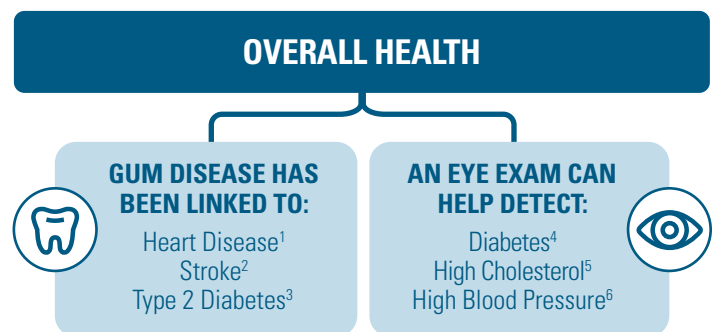 OVERALL HEALTH
GUM DISEASE HAS
BEEN LINKED TO:
Heart Disease¹
Stroke²
Type 2 Diabetes³
AN EYE EXAM CAN
HELP DETECT:
Diabetes⁴
High Cholesterol⁵
High Blood Pressure⁶